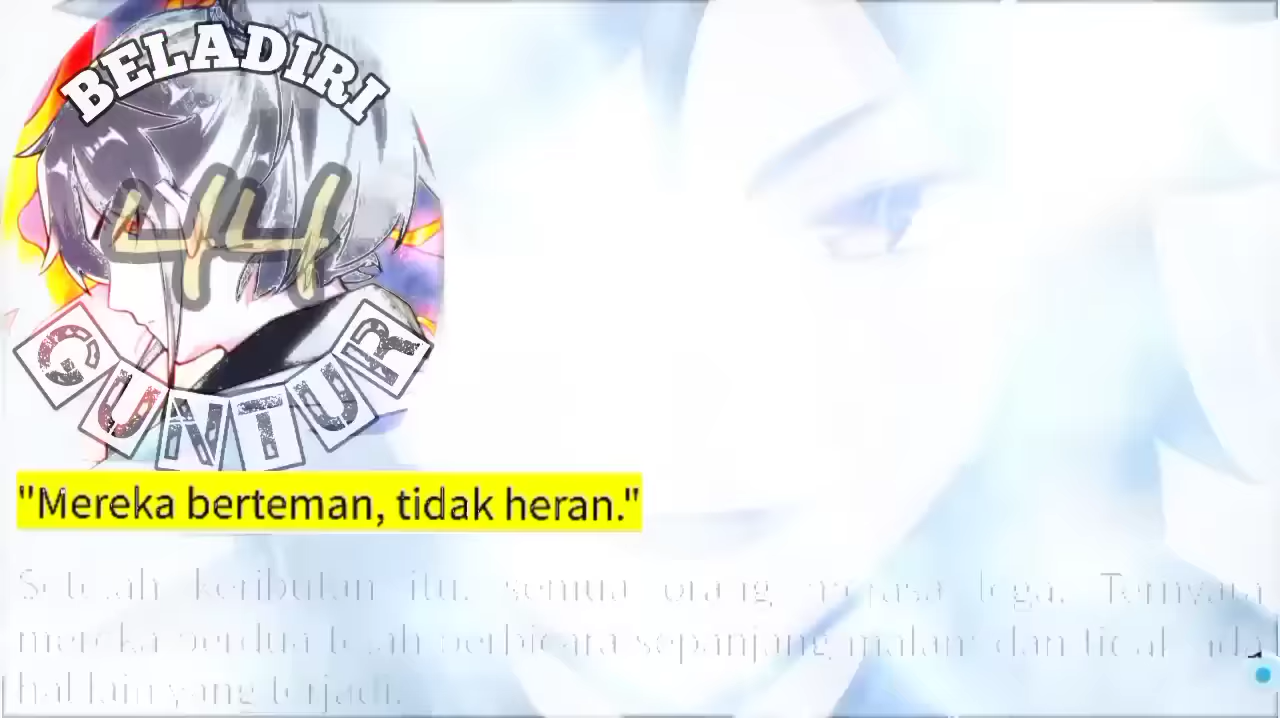 BELADIRI
44
GUNTUR
"Mereka berteman, tidak heran."
Setelah keributan itu, semua orang merasa lega. Ternyata
mereka berdua telah berbicara sepanjang malam dan tidak ada
hal lain yang terjadi.